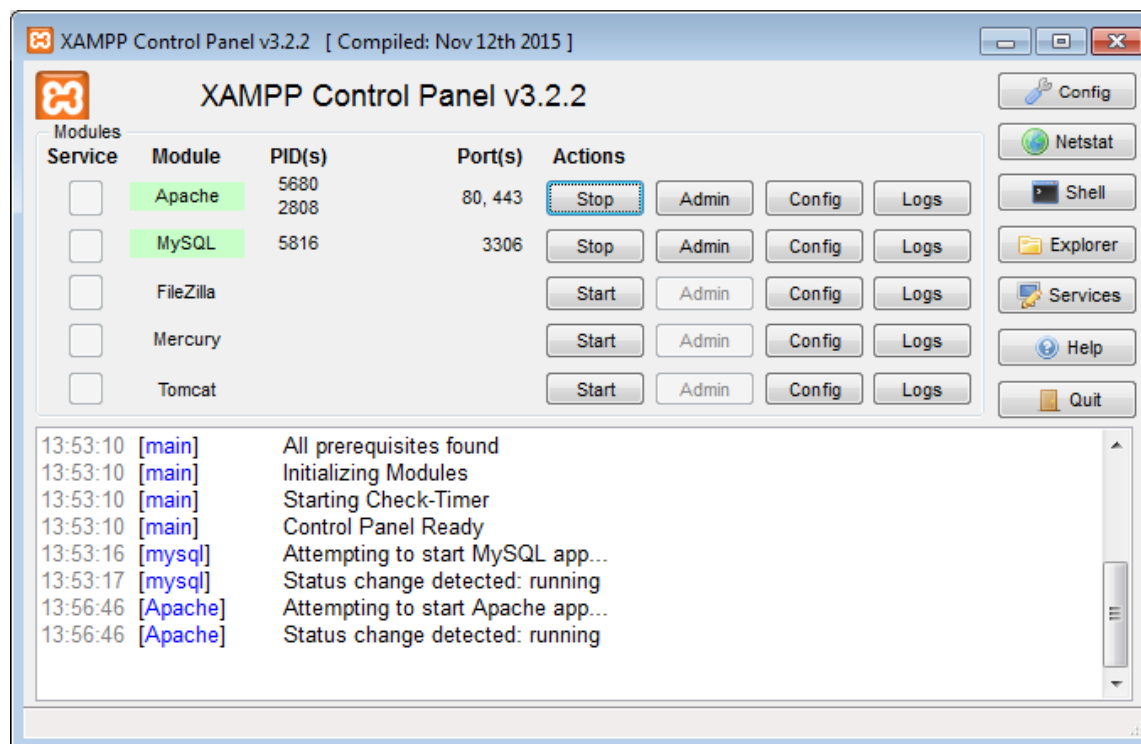 XAMPP Control Panel v3.2.2 [ Compiled: Nov 12th 2015 ]
XAMPP Control Panel v3.2.2
Config
Modules
Netstat
Service Module PID(s) Port(s) Actions
Apache 5680 2808 80, 443 Stop Admin Config Logs
Shell
MySQL 5816 3306 Stop Admin Config Logs
Explorer
FileZilla Start Admin Config Logs
Services
Mercury Start Admin Config Logs
Help
Tomcat Start Admin Config Logs
Quit
13:53:10 [main] All prerequisites found
13:53:10 [main] Initializing Modules
13:53:10 [main] Starting Check-Timer
13:53:10 [main] Control Panel Ready
13:53:16 [mysql] Attempting to start MySQL app...
13:53:17 [mysql] Status change detected: running
13:56:46 [Apache] Attempting to start Apache app...
13:56:46 [Apache] Status change detected: running